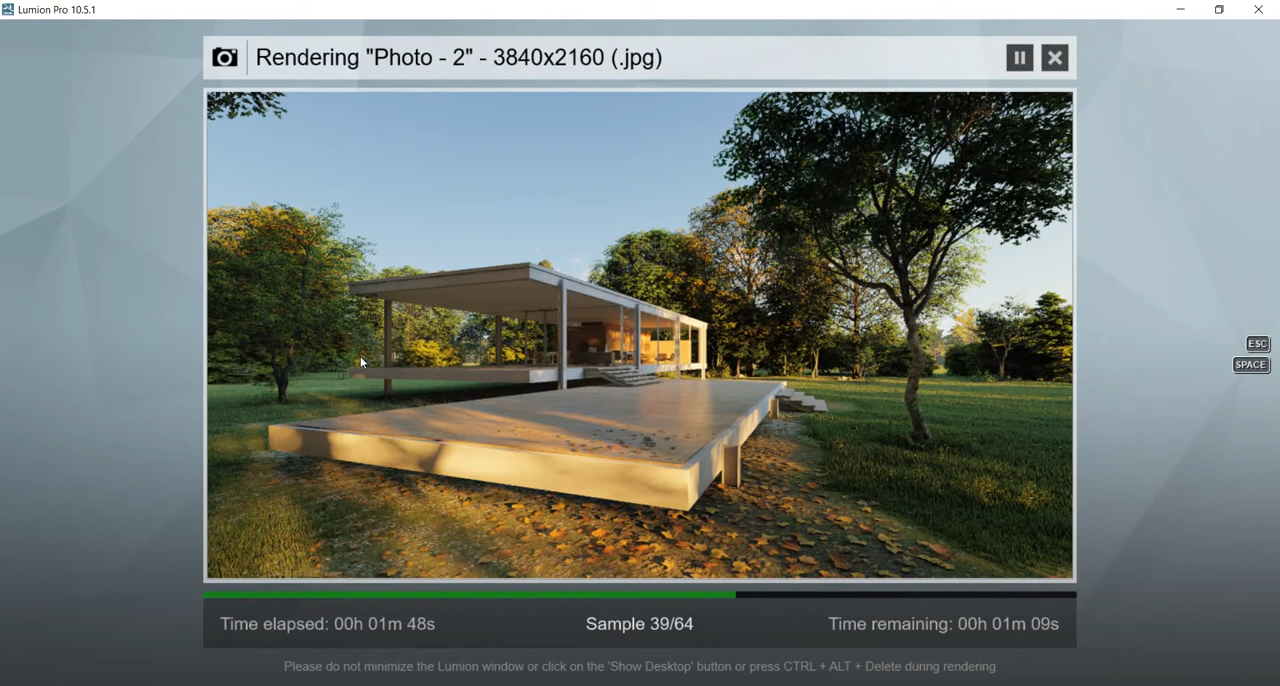 Lumion Pro 10.5.1
Rendering "Photo - 2" - 3840x2160 (.jpg)
ESC
SPACE
Time elapsed: 00h 01m 48s
Sample 39/64
Time remaining: 00h 01m 09s
Please do not minimize the Lumion window or click on the 'Show Desktop' button or press CTRL + ALT + Delete during rendering